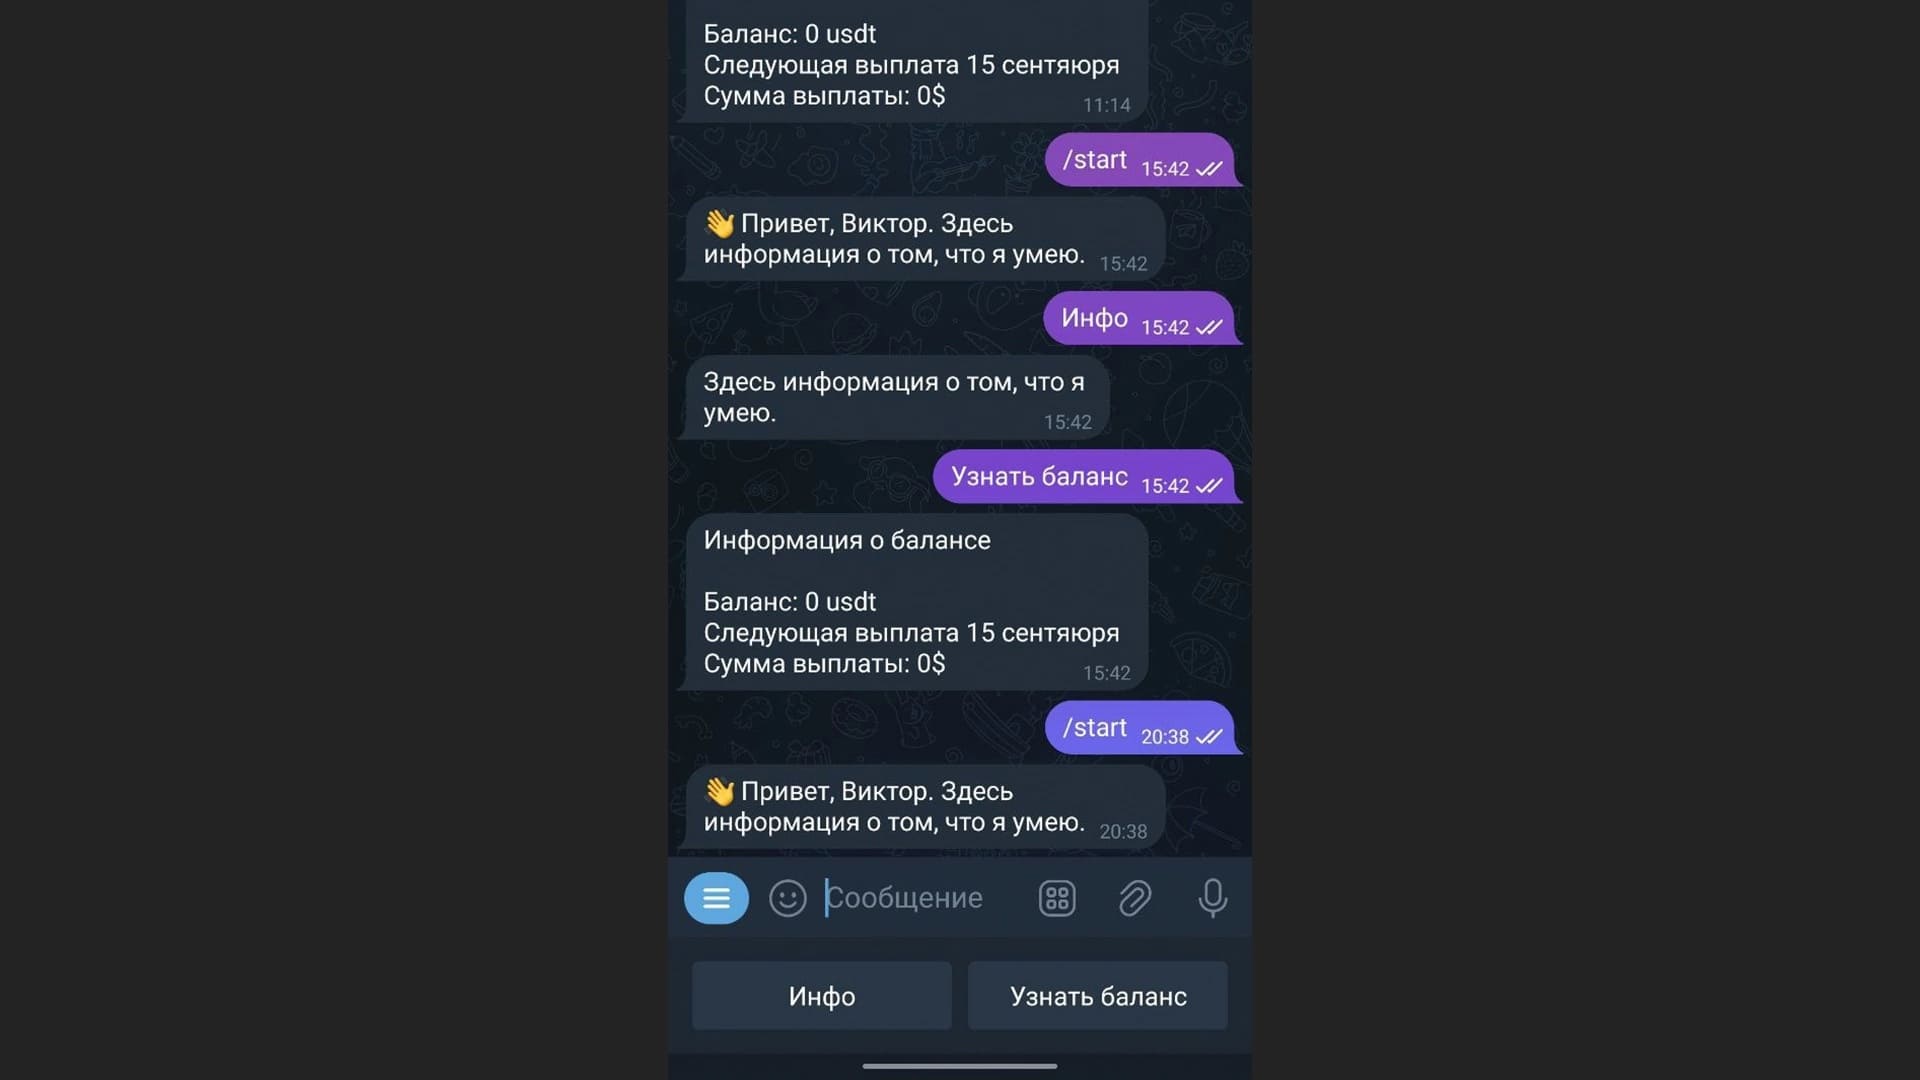 Баланс: 0 usdt
Следующая выплата 15 сентяюря
Сумма выплаты: 0$
11:14
/start 15:42
👋 Привет, Виктор. Здесь
информация о том, что я умею. 15:42
Инфо 15:42
Здесь информация о том, что я
умею. 15:42
Узнать баланс 15:42
Информация о балансе
Баланс: 0 usdt
Следующая выплата 15 сентяюря
Сумма выплаты: 0$
15:42
/start 20:38
👋 Привет, Виктор. Здесь
информация о том, что я умею. 20:38
Сообщение
Инфо
Узнать баланс